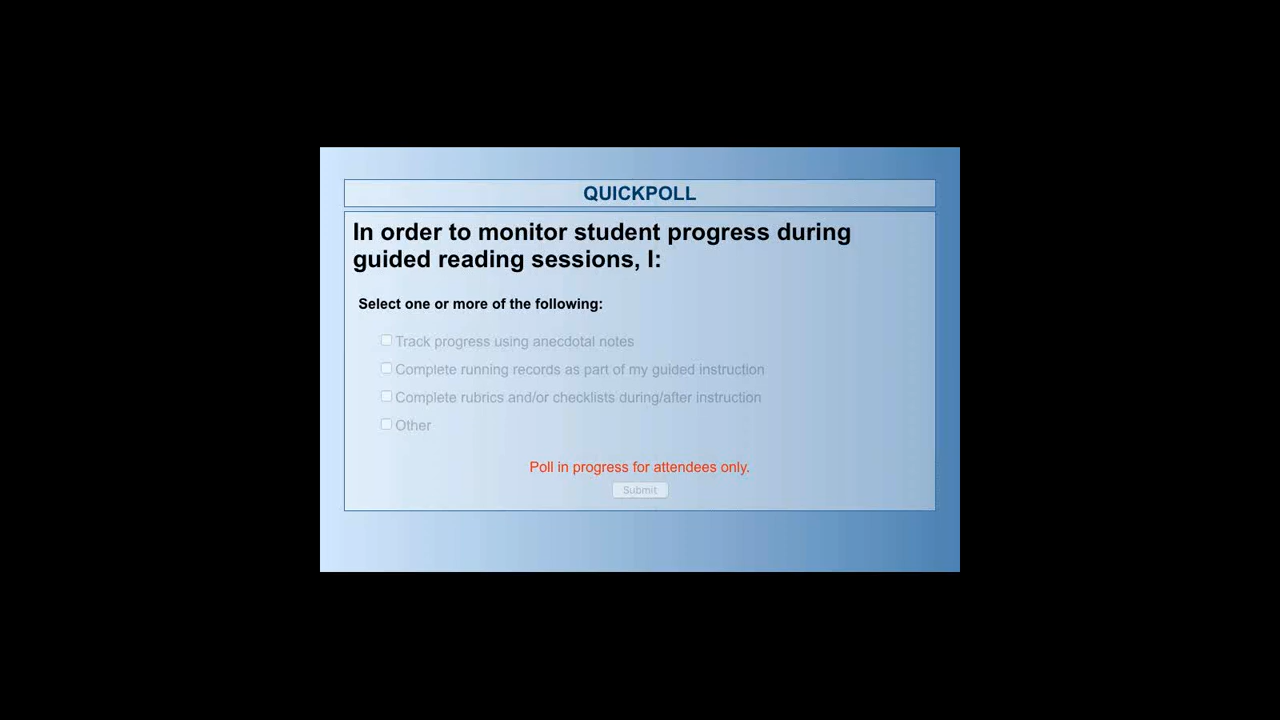 QUICKPOLL
In order to monitor student progress during
guided reading sessions, I:
Select one or more of the following:
Track progress using anecdotal notes
Complete running records as part of my guided instruction
Complete rubrics and/or checklists during/after instruction
Other
Poll in progress for attendees only.
Submit